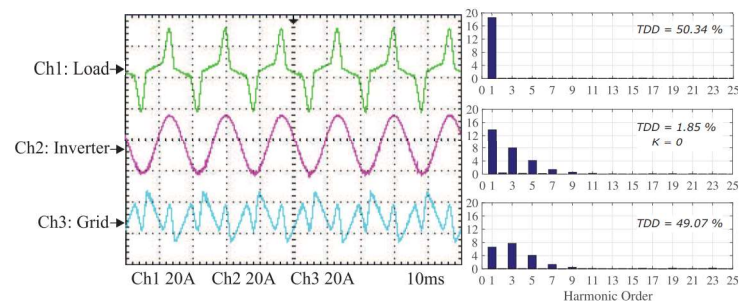 Ch1: Load
Ch2: Inverter
Ch3: Grid
Ch1 20A Ch2 20A Ch3 20A 10ms
20
16
12
8
4
0
TDD = 50.34 %
0 1 3 5 7 9 11 13 15 17 19 21 23 25
20
16
12
8
4
0
TDD = 1.85 %
K = 0
0 1 3 5 7 9 11 13 15 17 19 21 23 25
20
16
12
8
4
0
TDD = 49.07 %
0 1 3 5 7 9 11 13 15 17 19 21 23 25
Harmonic Order